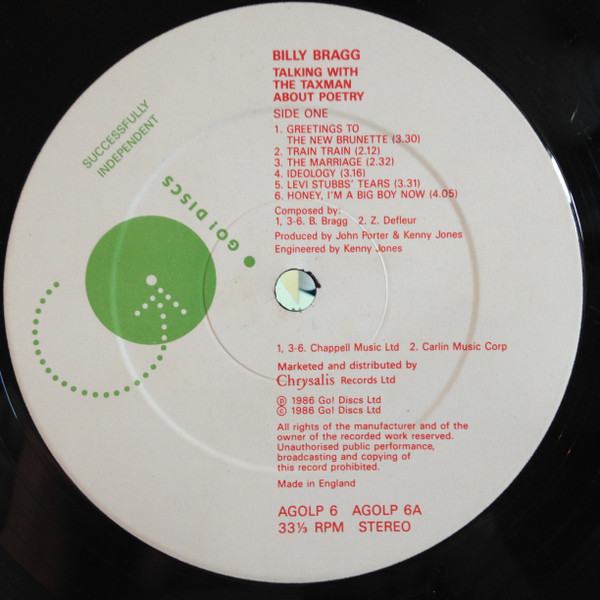 BILLY BRAGG
TALKING WITH
THE TAXMAN
ABOUT POETRY
SIDE ONE
1. GREETINGS TO
THE NEW BRUNETTE (3.30)
2. TRAIN TRAIN (2.12)
3. THE MARRIAGE (2.32)
4. IDEOLOGY (3.16)
5. LEVI STUBBS' TEARS (3.31)
6. HONEY, I'M A BIG BOY NOW (4.05)
Composed by:
1, 3-6. B. Bragg 2. Z. Defleur
Produced by John Porter & Kenny Jones
Engineered by Kenny Jones
SUCCESSFULLY
INDEPENDENT
GO! DISCS
1, 3-6. Chappell Music Ltd 2. Carlin Music Corp
Marketed and distributed by
Chrysalis Records Ltd
℗ 1986 Go! Discs Ltd
© 1986 Go! Discs Ltd
All rights of the manufacturer and of the
owner of the recorded work reserved.
Unauthorised public performance,
broadcasting and copying of
this record prohibited.
Made in England
AGOLP 6 AGOLP 6A
33⅓ RPM STEREO